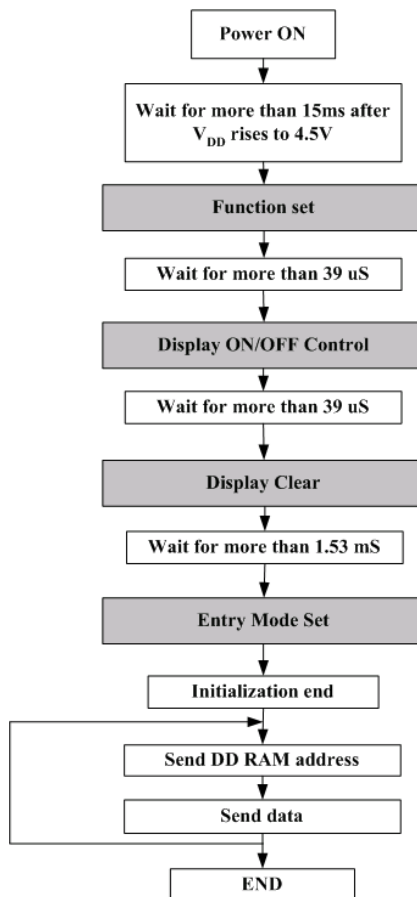 Power ON
Wait for more than 15ms after
VDD rises to 4.5V
Function set
Wait for more than 39 uS
Display ON/OFF Control
Wait for more than 39 uS
Display Clear
Wait for more than 1.53 mS
Entry Mode Set
Initialization end
Send DD RAM address
Send data
END